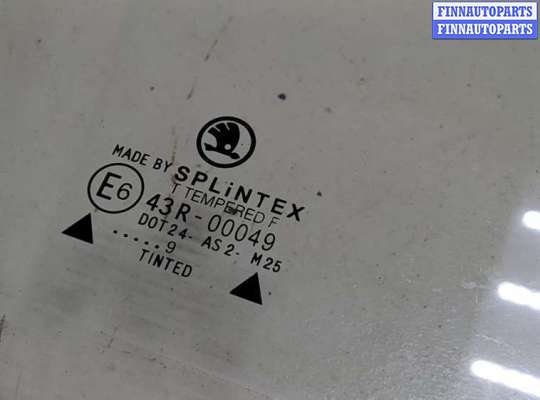 FINNAUTOPARTS
FINNAUTOPARTS
MADE BY SPLiNTEX
T TEMPERED F
E6 43R-00049
DOT24- AS2- M25
.....9
TINTED